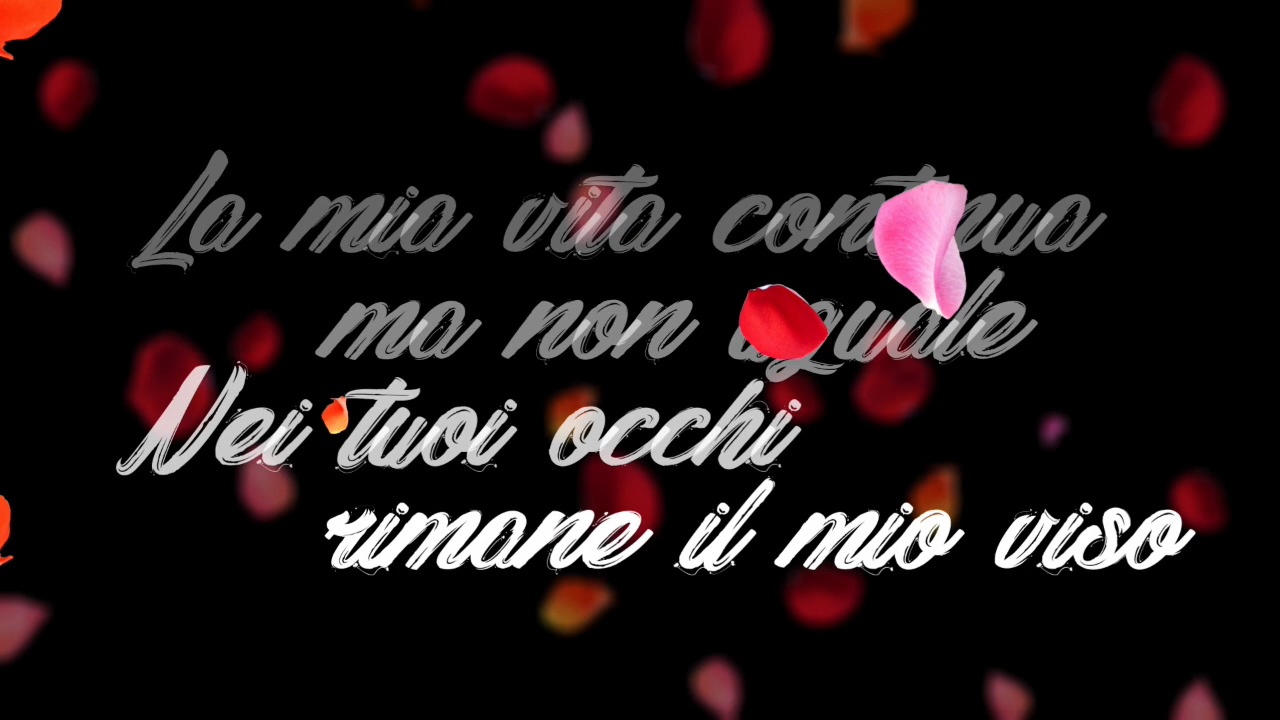 La mia vita continua
ma non uguale
Nei tuoi occhi
rimane il mio viso